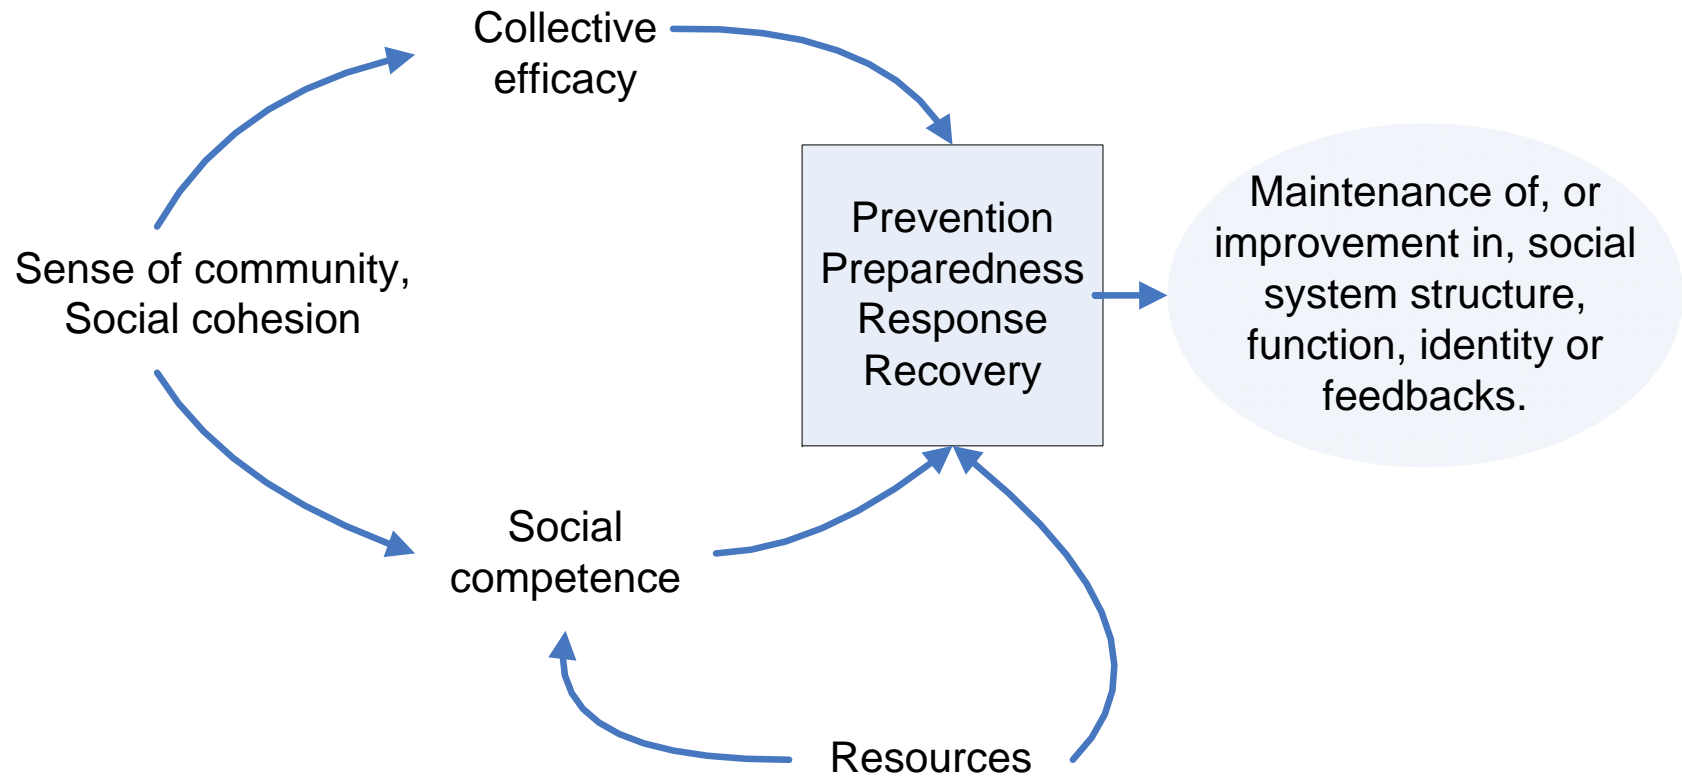 Collective
efficacy
Sense of community,
Social cohesion
Prevention
Preparedness
Response
Recovery
Maintenance of, or
improvement in, social
system structure,
function, identity or
feedbacks.
Social
competence
Resources